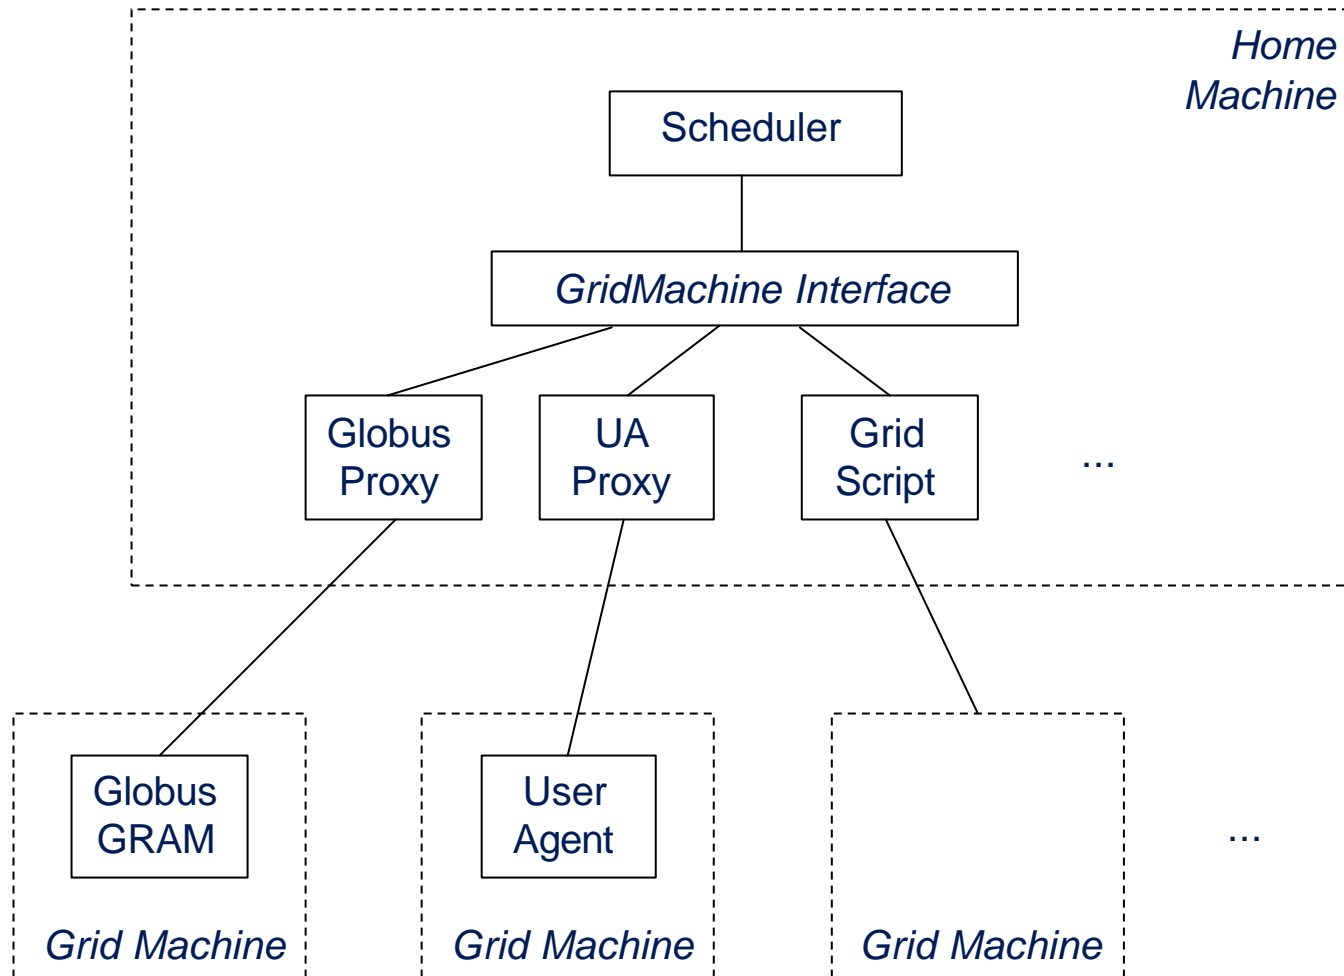 Home
Machine
Scheduler
GridMachine Interface
Globus
Proxy
UA
Proxy
Grid
Script
...
Globus
GRAM
User
Agent
...
Grid Machine
Grid Machine
Grid Machine